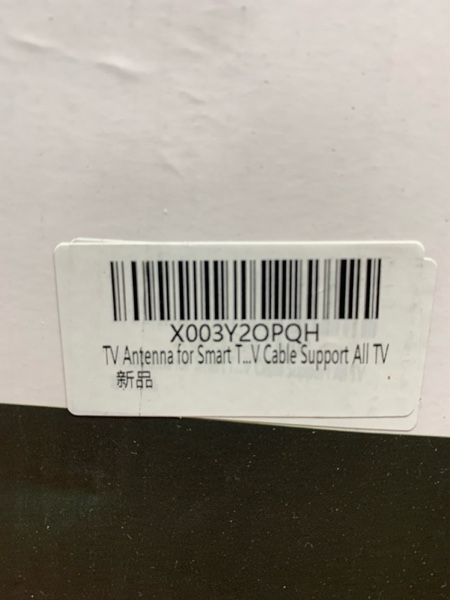 X003Y2OPQH
TV Antenna for Smart T...V Cable Support All TV
新品